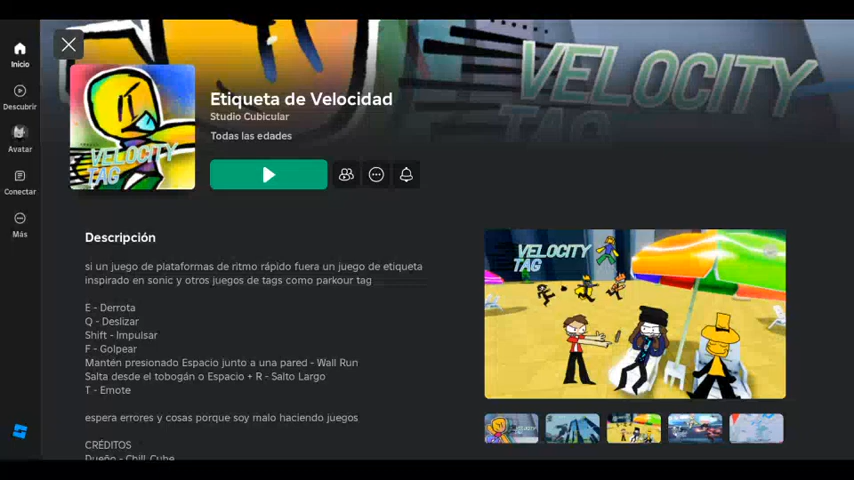 VELOCITY
TAG
Inicio
Descubrir
Avatar
Conectar
Más
VELOCITY
TAG
Etiqueta de Velocidad
Studio Cubicular
Todas las edades
Descripción
si un juego de plataformas de ritmo rápido fuera un juego de etiqueta
inspirado en sonic y otros juegos de tags como parkour tag
E - Derrota
Q - Deslizar
Shift - Impulsar
F - Golpear
Mantén presionado Espacio junto a una pared - Wall Run
Salta desde el tobogán o Espacio + R - Salto Largo
T - Emote
espera errores y cosas porque soy malo haciendo juegos
CRÉDITOS
Dueño - Chill_Cube
VELOCITY
TAG